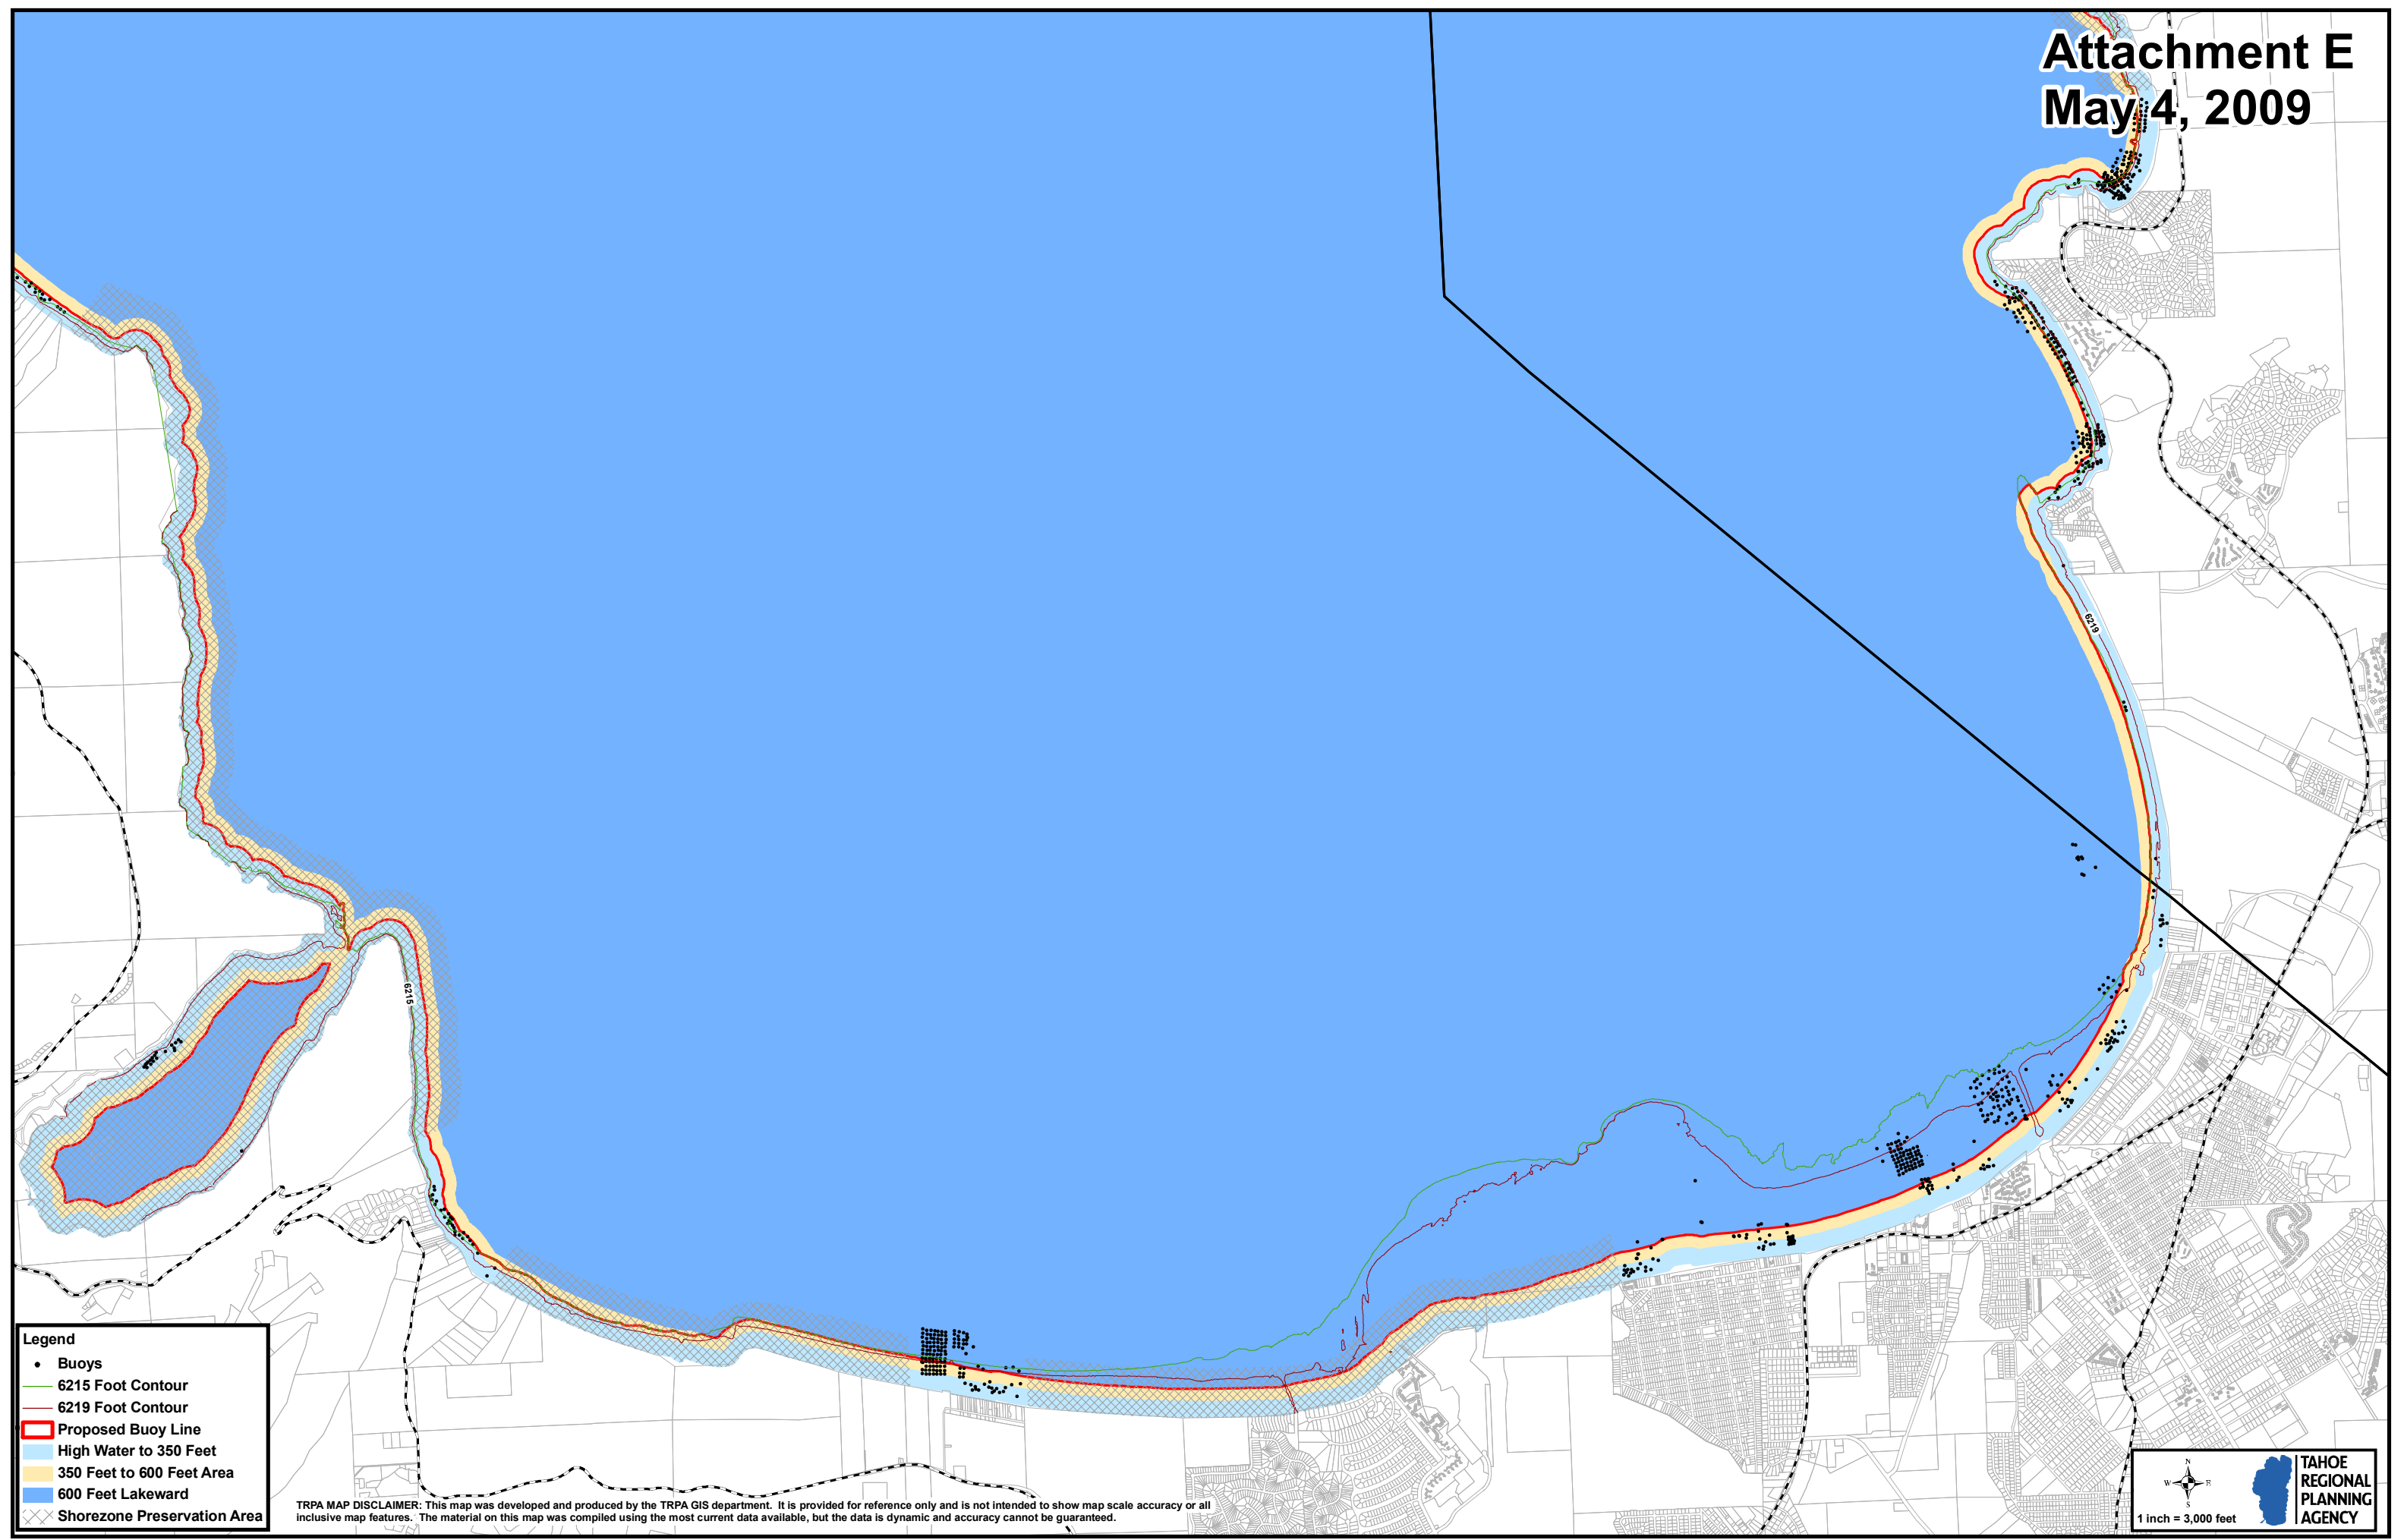 Attachment E
May 4, 2009
6219
6215
Legend
Buoys
6215 Foot Contour
6219 Foot Contour
Proposed Buoy Line
High Water to 350 Feet
350 Feet to 600 Feet Area
600 Feet Lakeward
Shorezone Preservation Area
TRPA MAP DISCLAIMER: This map was developed and produced by the TRPA GIS department. It is provided for reference only and is not intended to show map scale accuracy or all
inclusive map features. The material on this map was compiled using the most current data available, but the data is dynamic and accuracy cannot be guaranteed.
N
W E
S
1 inch = 3,000 feet
TAHOE
REGIONAL
PLANNING
AGENCY